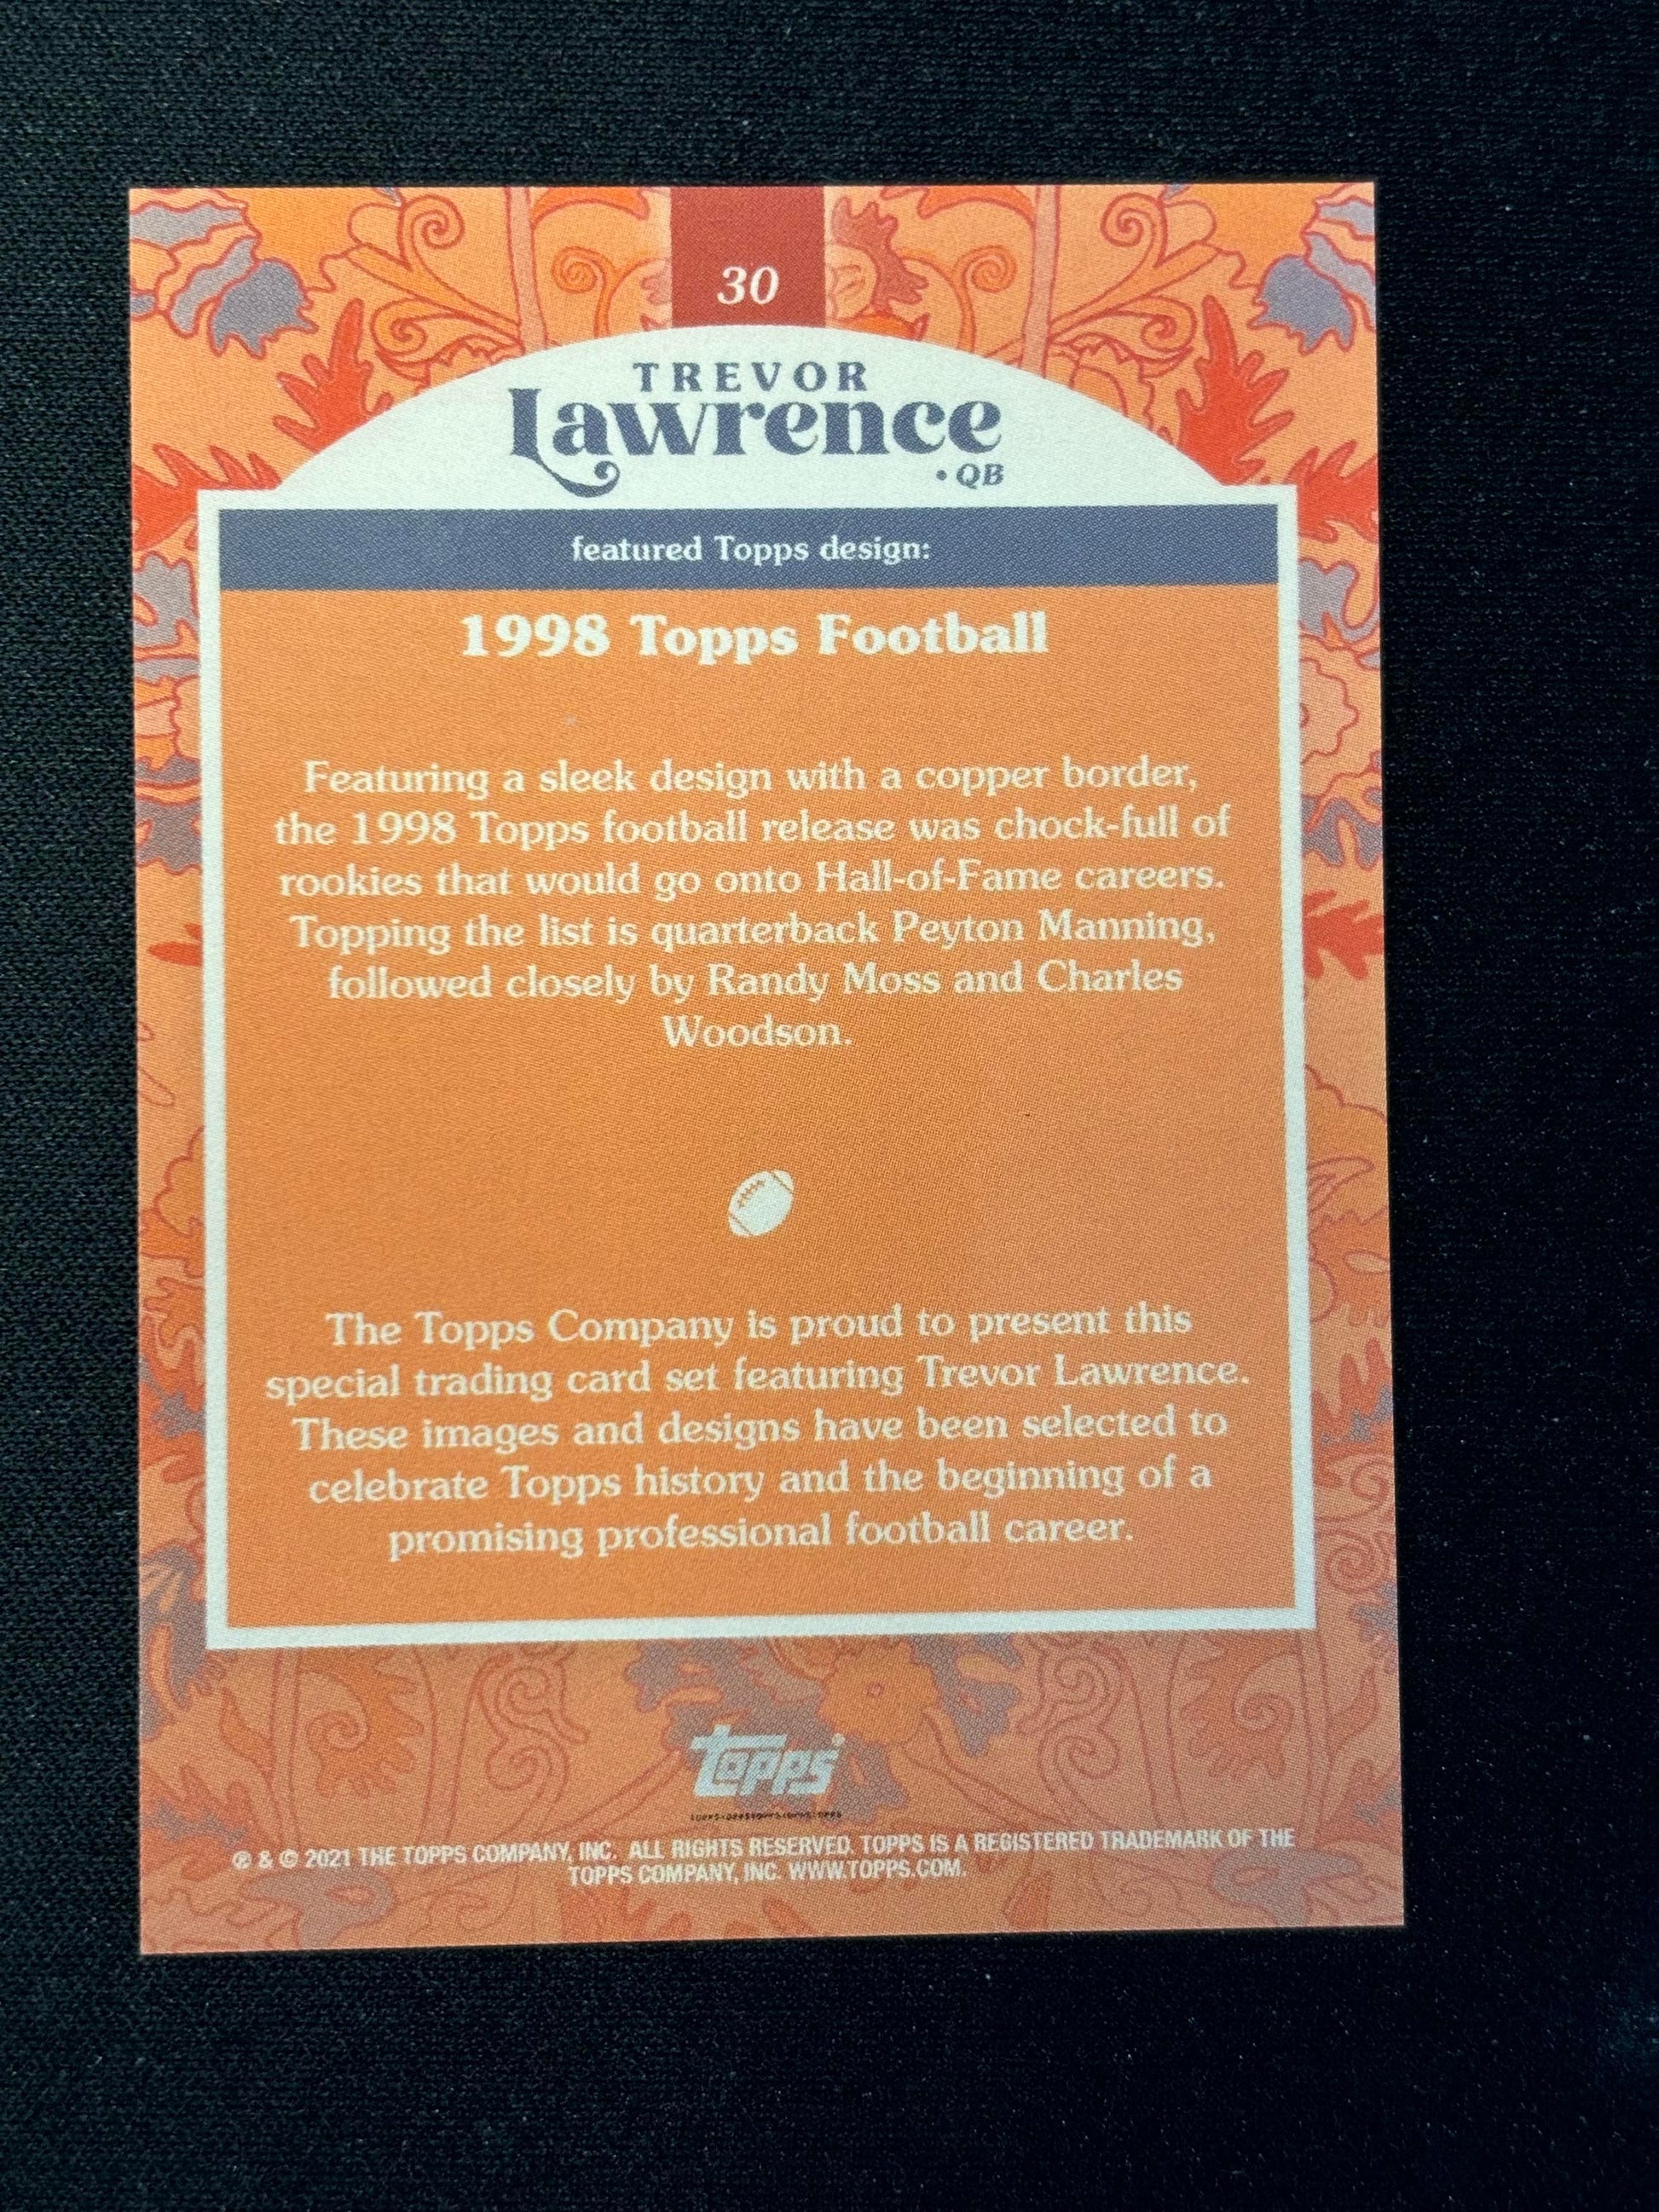 30
TREVOR
Lawrence
• QB
featured Topps design:
1998 Topps Football
Featuring a sleek design with a copper border,
the 1998 Topps football release was chock-full of
rookies that would go onto Hall-of-Fame careers.
Topping the list is quarterback Peyton Manning,
followed closely by Randy Moss and Charles
Woodson.
The Topps Company is proud to present this
special trading card set featuring Trevor Lawrence.
These images and designs have been selected to
celebrate Topps history and the beginning of a
promising professional football career.
topps®
® & © 2021 THE TOPPS COMPANY, INC. ALL RIGHTS RESERVED. TOPPS IS A REGISTERED TRADEMARK OF THE
TOPPS COMPANY, INC. WWW.TOPPS.COM.